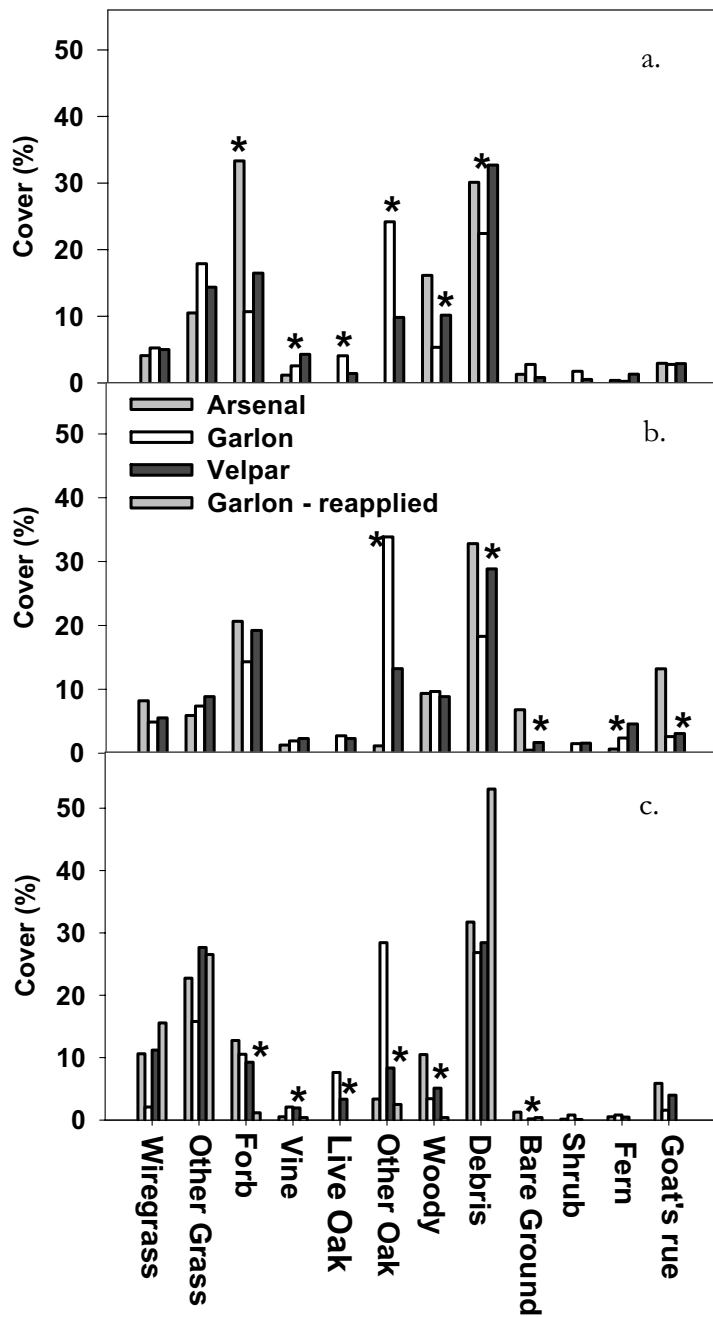 a.
*
*
*
*
*
*
Cover (%)
50
40
30
20
10
0
b.
Arsenal
Garlon
Velpar
Garlon - reapplied
*
*
*
*
*
Cover (%)
50
40
30
20
10
0
c.
*
*
*
*
*
*
Cover (%)
50
40
30
20
10
0
Wiregrass
Other Grass
Forb
Vine
Live Oak
Other Oak
Woody
Debris
Bare Ground
Shrub
Fern
Goat's rue